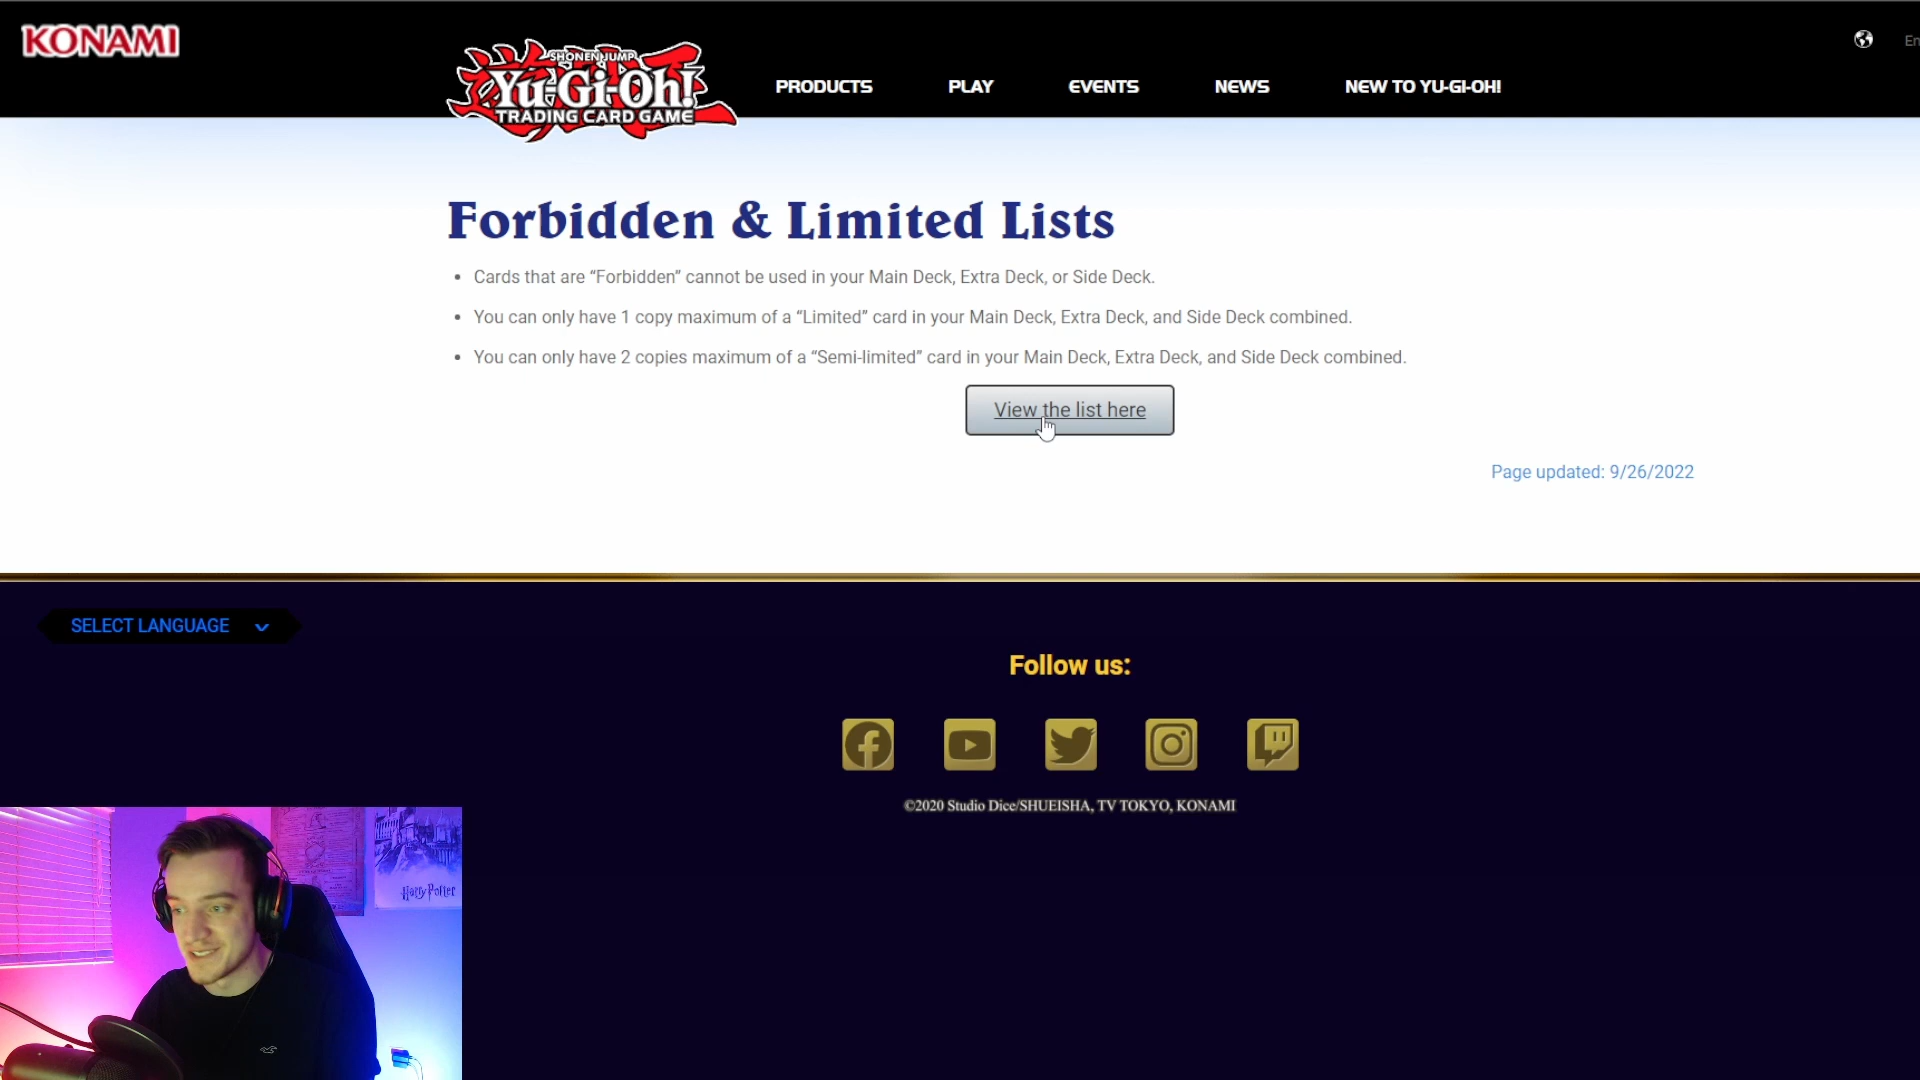 KONAMI
En
SHONEN JUMP
Yu-Gi-Oh!
TRADING CARD GAME
PRODUCTS
PLAY
EVENTS
NEWS
NEW TO YU-GI-OH!
Forbidden & Limited Lists
• Cards that are “Forbidden” cannot be used in your Main Deck, Extra Deck, or Side Deck.
• You can only have 1 copy maximum of a “Limited” card in your Main Deck, Extra Deck, and Side Deck combined.
• You can only have 2 copies maximum of a “Semi-limited” card in your Main Deck, Extra Deck, and Side Deck combined.
View the list here
Page updated: 9/26/2022
SELECT LANGUAGE
Follow us:
©2020 Studio Dice/SHUEISHA, TV TOKYO, KONAMI
Harry Potter